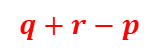 q + r − p